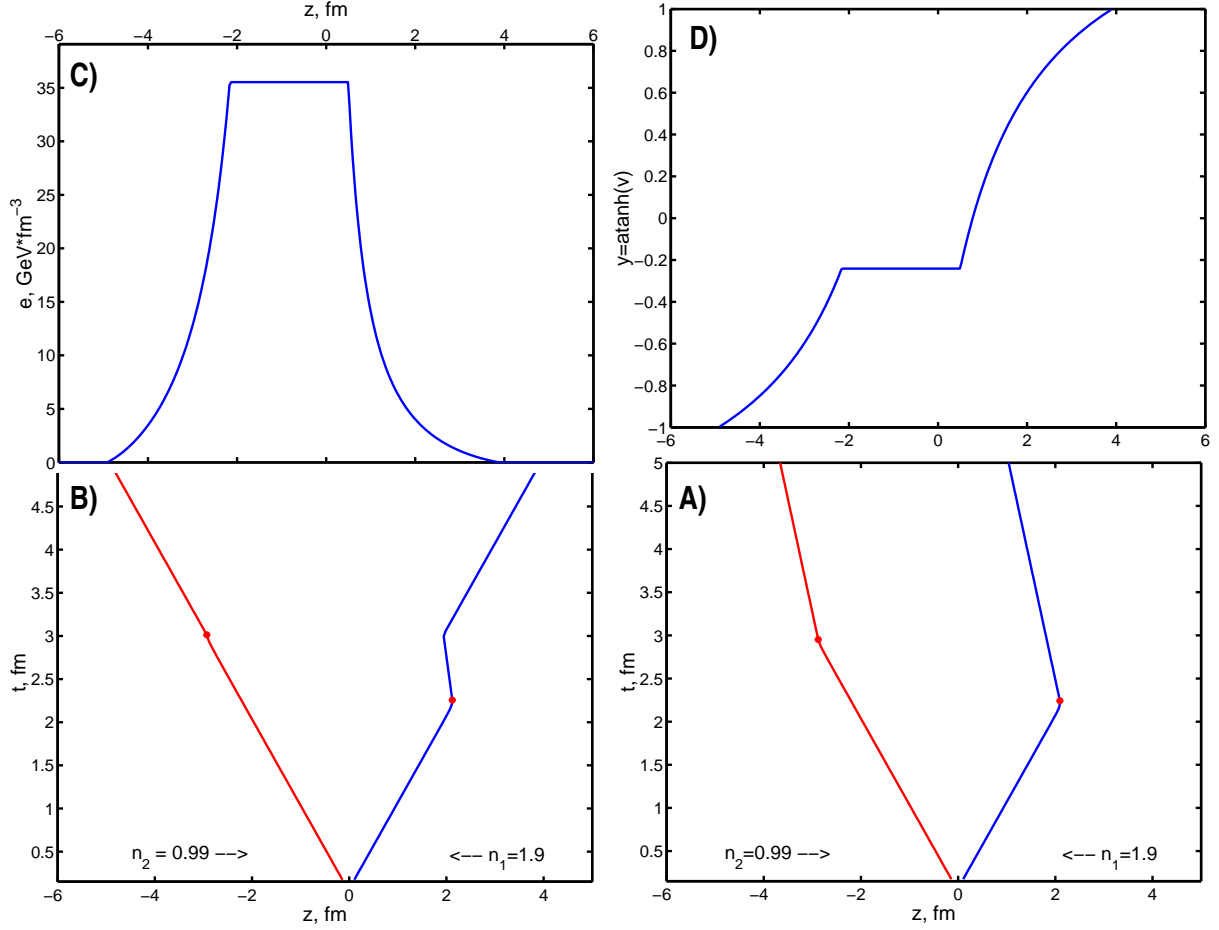 z, fm
−6 −4 −2 0 2 4 6
C)
35
30
25
20
15
10
5
0
e, GeV*fm⁻³
D)
1
0.8
0.6
0.4
0.2
0
−0.2
−0.4
−0.6
−0.8
−1
y=atanh(v)
−6 −4 −2 0 2 4 6
B)
4.5
4
3.5
3
2.5
2
1.5
1
0.5
t, fm
n₂ = 0.99 −−> <−− n₁=1.9
−6 −4 −2 0 2 4
z, fm
A)
5
4.5
4
3.5
3
2.5
2
1.5
1
0.5
t, fm
n₂=0.99 −−> <−− n₁=1.9
−6 −4 −2 0 2 4
z, fm